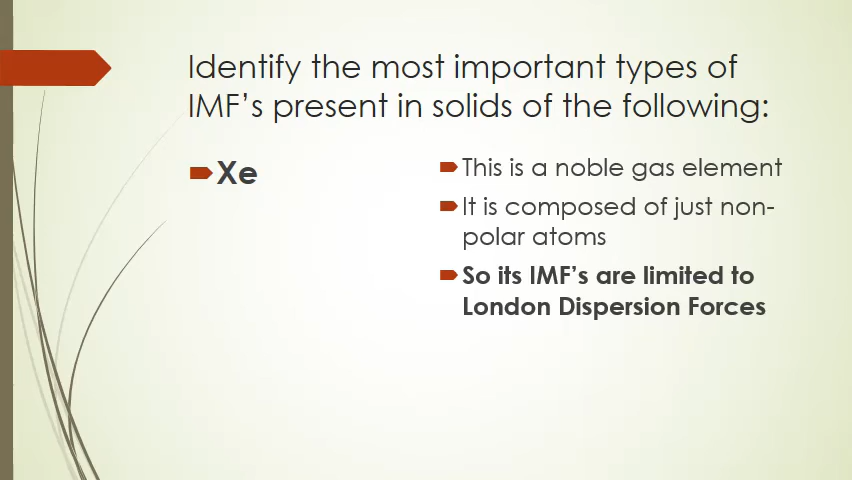 Identify the most important types of
IMF's present in solids of the following:
Xe
This is a noble gas element
It is composed of just non-
polar atoms
So its IMF's are limited to
London Dispersion Forces